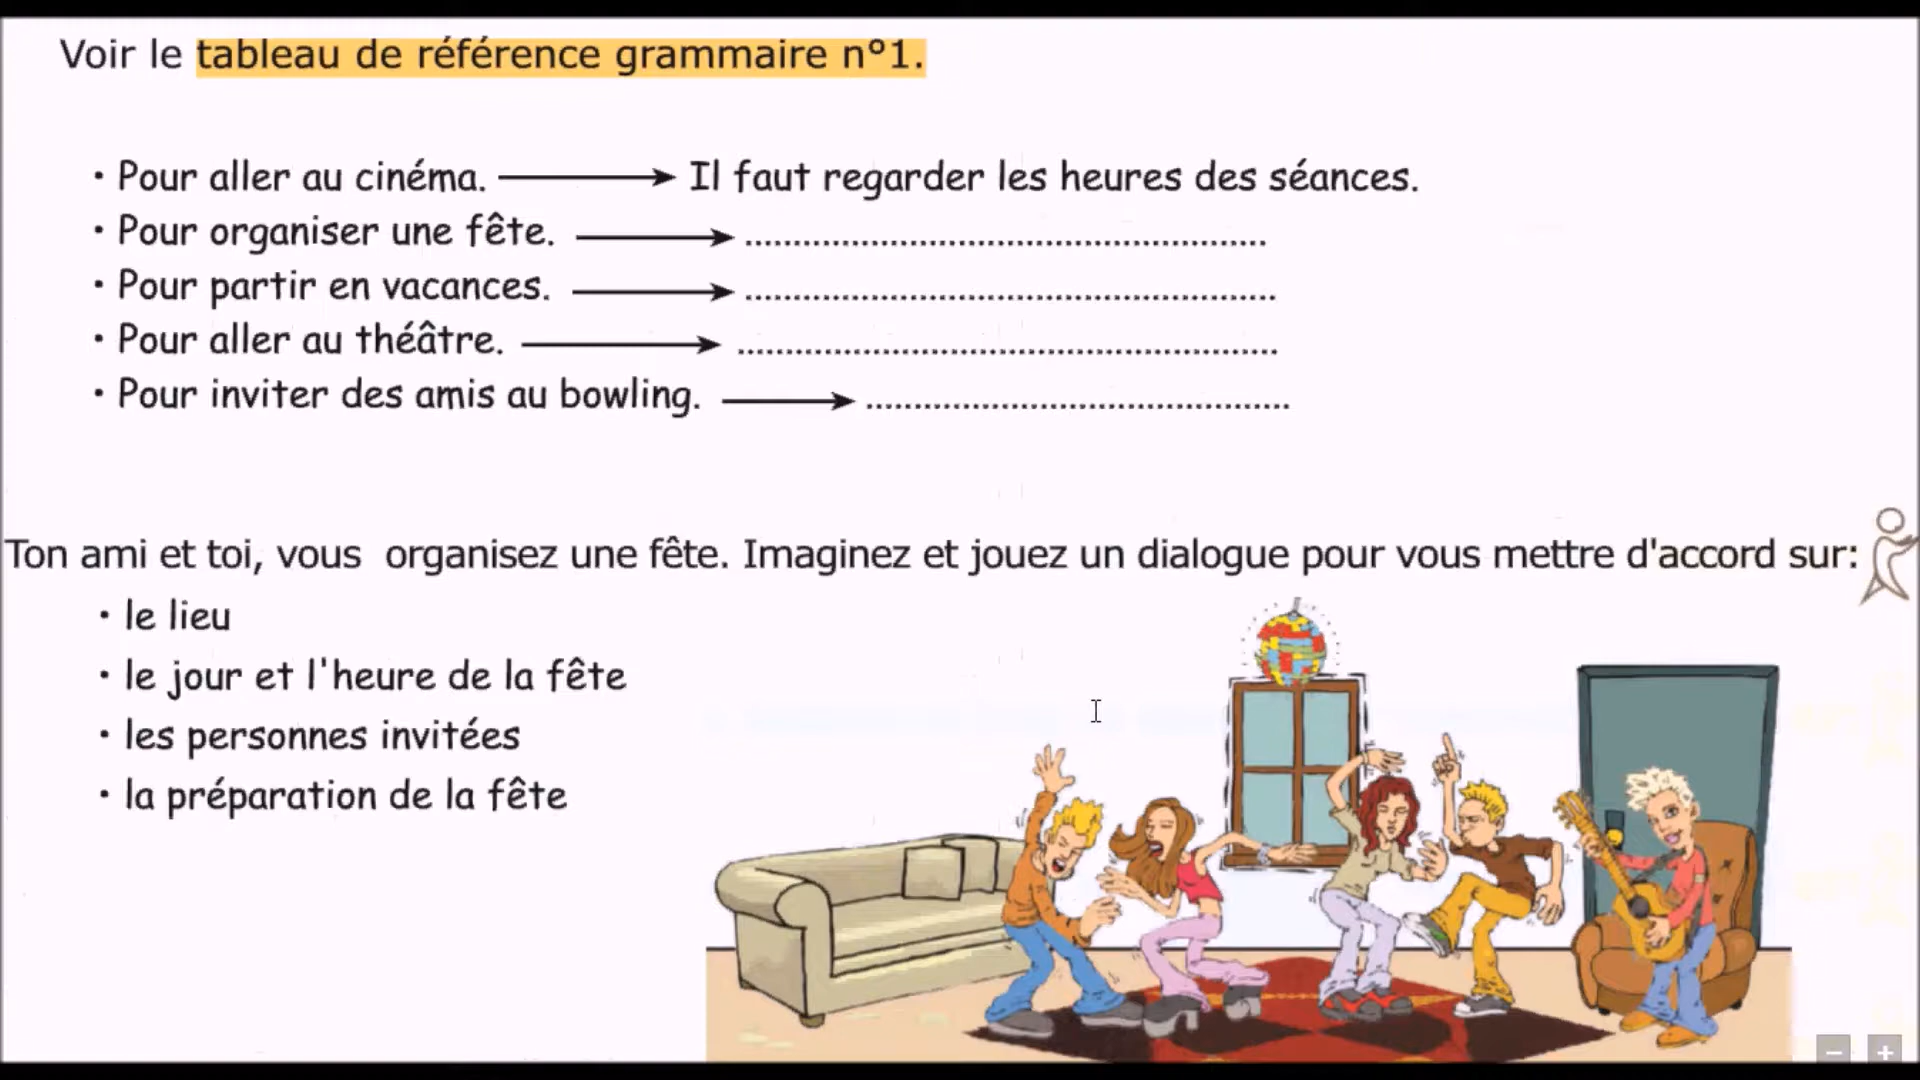 Voir le tableau de référence grammaire n°1.
• Pour aller au cinéma. → Il faut regarder les heures des séances.
• Pour organiser une fête. → ......................................................
• Pour partir en vacances. → ......................................................
• Pour aller au théâtre. → ......................................................
• Pour inviter des amis au bowling. → ............................................
Ton ami et toi, vous organisez une fête. Imaginez et jouez un dialogue pour vous mettre d'accord sur:
• le lieu
• le jour et l'heure de la fête
• les personnes invitées
• la préparation de la fête